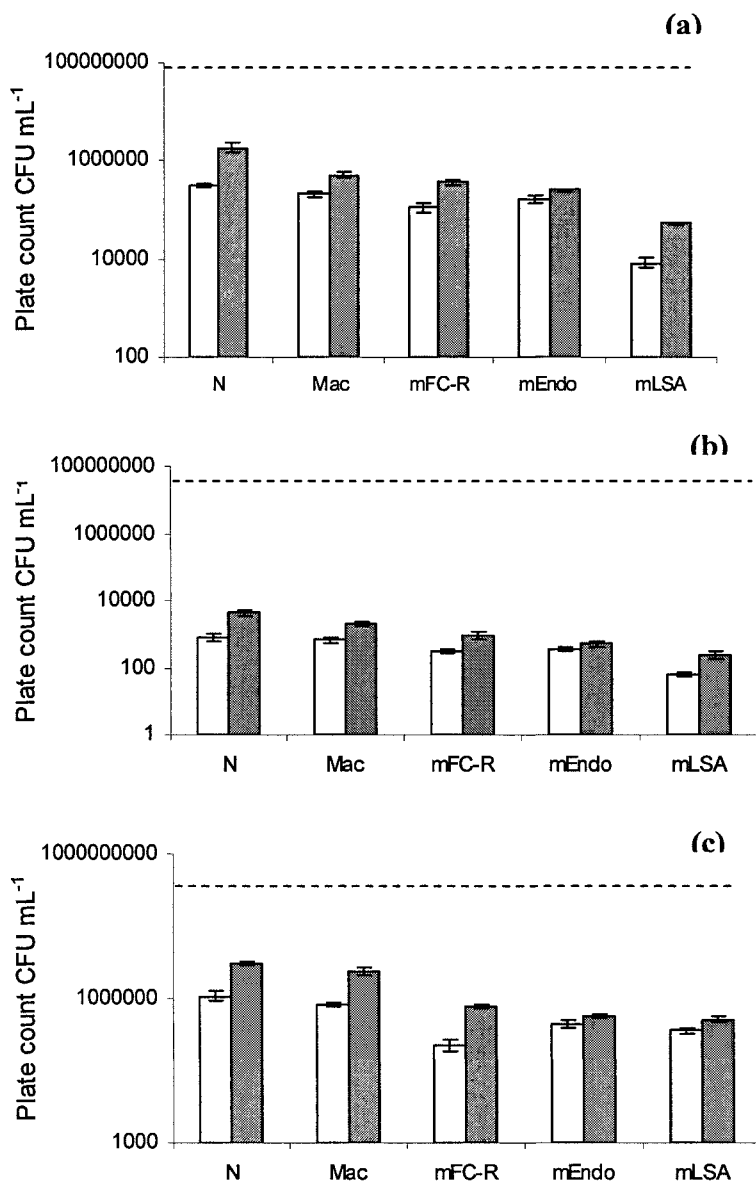 (a)
Plate count CFU mL⁻¹
100000000
1000000
10000
100
N Mac mFC-R mEndo mLSA
(b)
Plate count CFU mL⁻¹
100000000
1000000
10000
100
1
N Mac mFC-R mEndo mLSA
(c)
Plate count CFU mL⁻¹
1000000000
1000000
1000
N Mac mFC-R mEndo mLSA